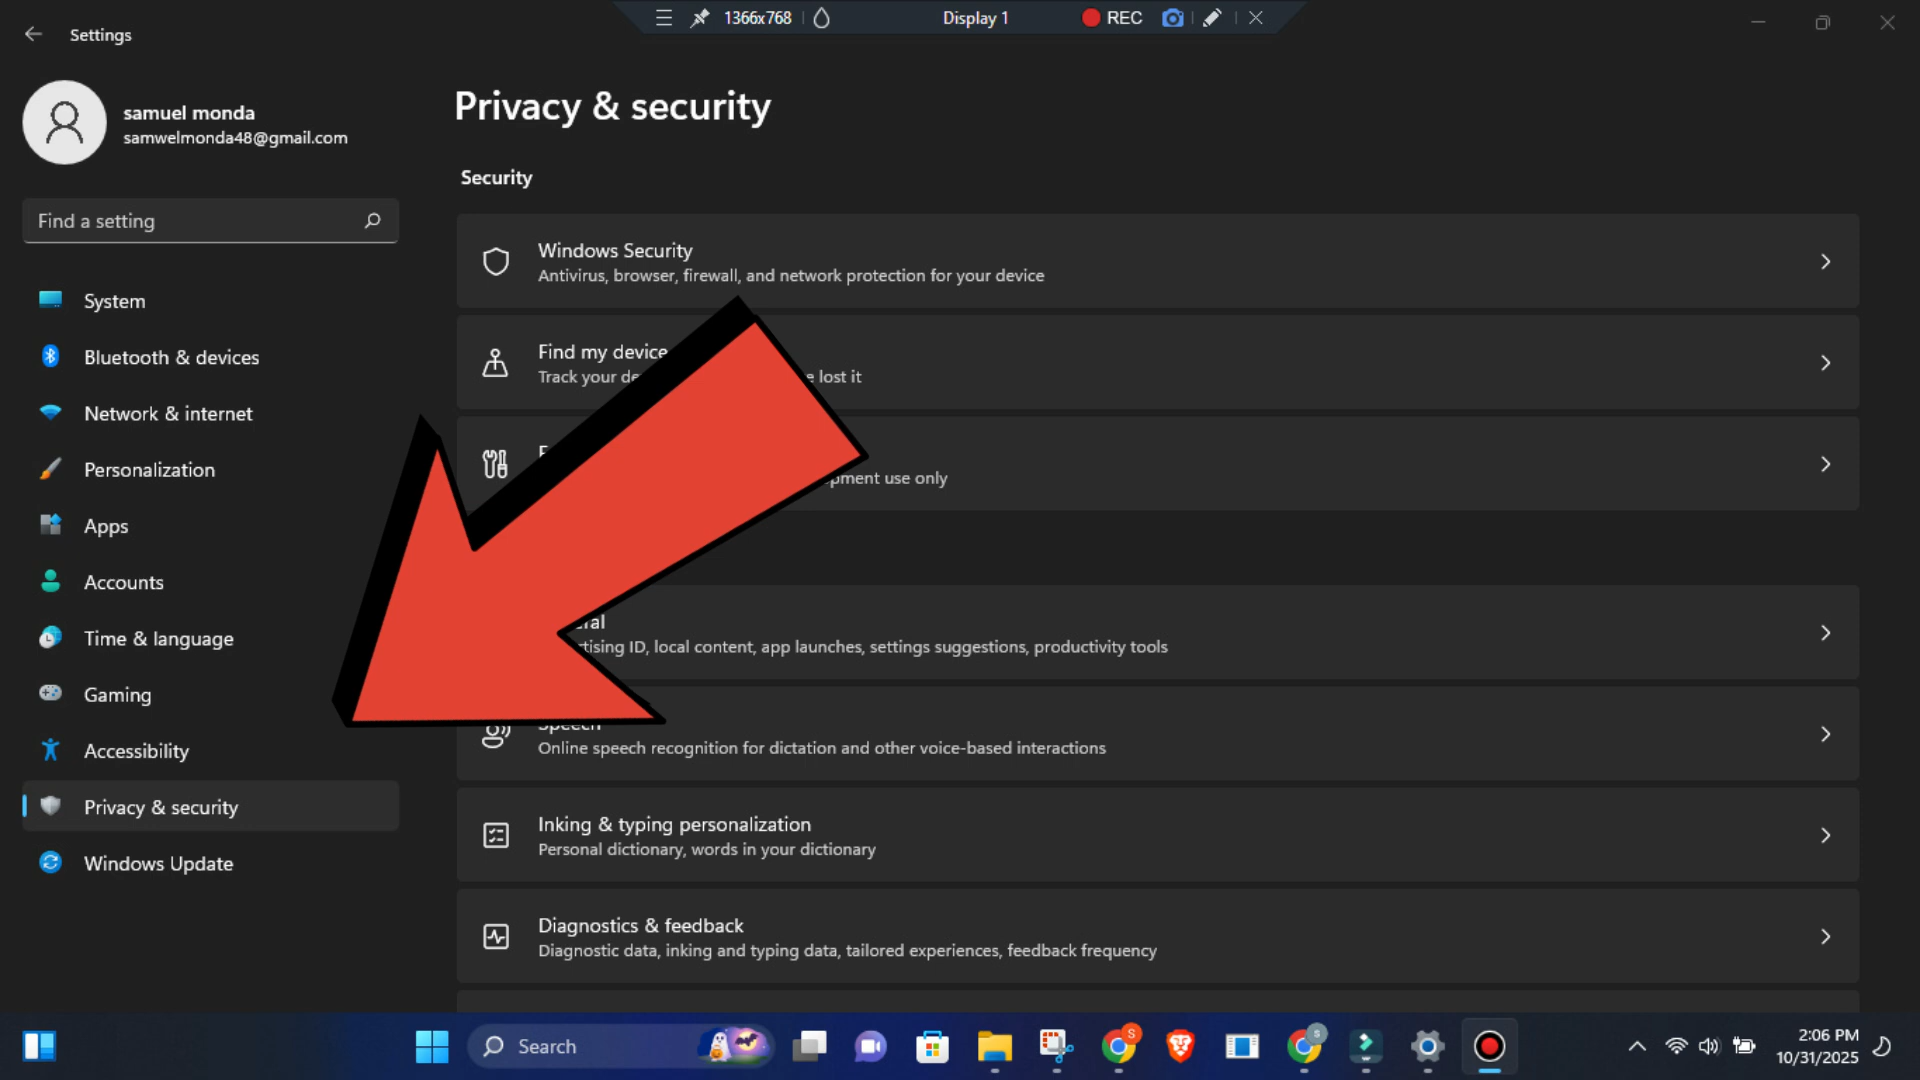 1366x768
Display 1
REC
Settings
samuel monda
samwelmonda48@gmail.com
Find a setting
System
Bluetooth & devices
Network & internet
Personalization
Apps
Accounts
Time & language
Gaming
Accessibility
Privacy & security
Windows Update
Privacy & security
Security
Windows Security
Antivirus, browser, firewall, and network protection for your device
Find my device
Track your lost it
use only
local content, app launches, settings suggestions, productivity tools
Speech
Online speech recognition for dictation and other voice-based interactions
Inking & typing personalization
Personal dictionary, words in your dictionary
Diagnostics & feedback
Diagnostic data, inking and typing data, tailored experiences, feedback frequency
Search
S
S
2:06 PM
10/31/2025